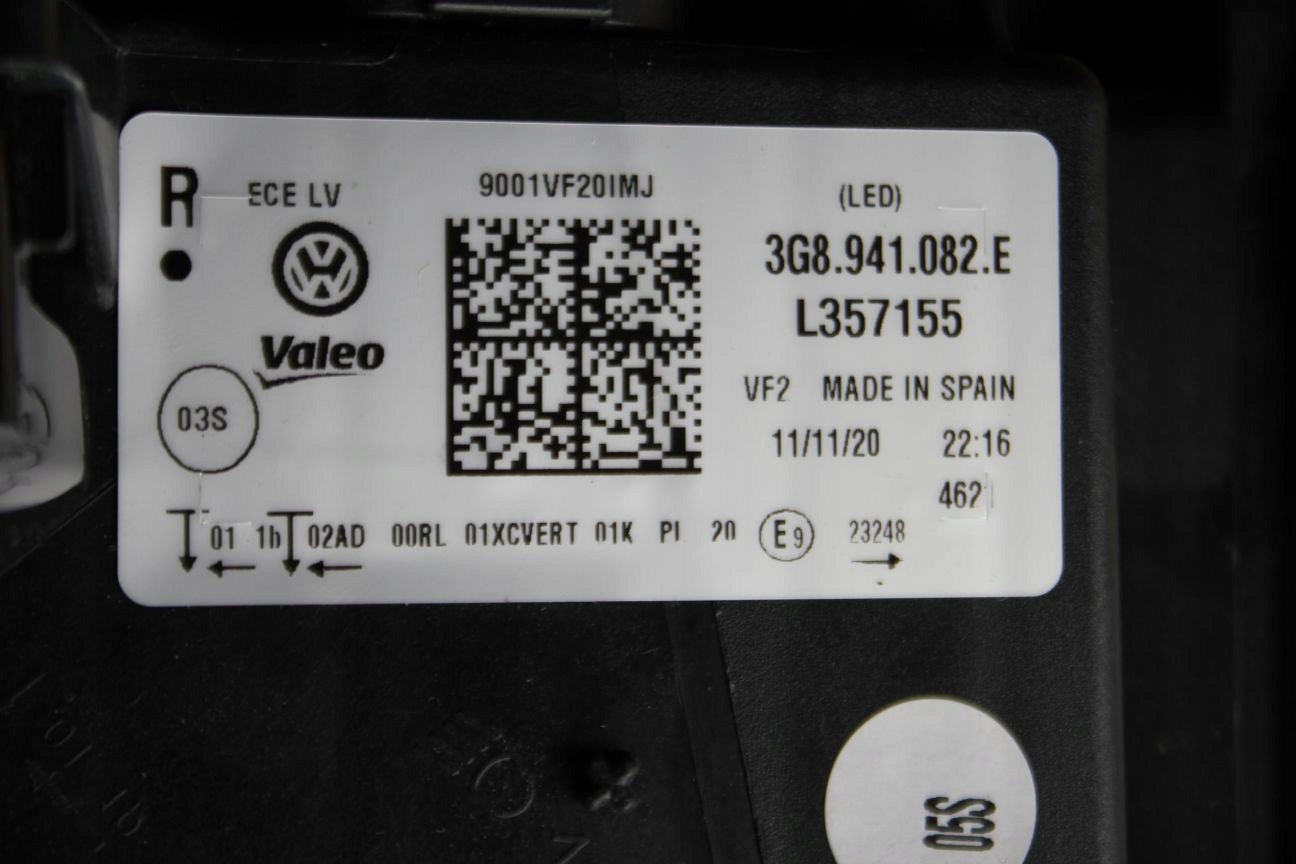 R
ECE LV
9001VF20IMJ
(LED)
3G8.941.082.E
L357155
Valeo
03S
VF2 MADE IN SPAIN
11/11/20 22:16
462
01 1b 02AD 00RL 01XCVERT 01K PI 20 E9 23248
05S